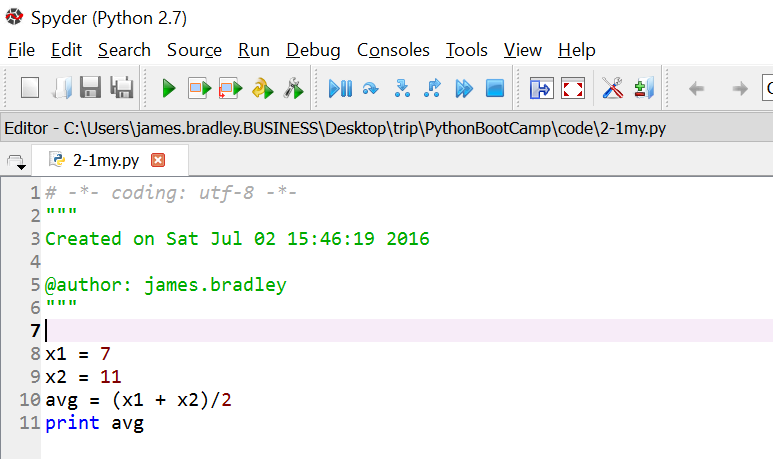 Spyder (Python 2.7)
File Edit Search Source Run Debug Consoles Tools View Help
Editor - C:\Users\james.bradley.BUSINESS\Desktop\trip\PythonBootCamp\code\2-1my.py
2-1my.py
1 # -*- coding: utf-8 -*-
2 """
3 Created on Sat Jul 02 15:46:19 2016
4
5 @author: james.bradley
6 """
7
8 x1 = 7
9 x2 = 11
10 avg = (x1 + x2)/2
11 print avg